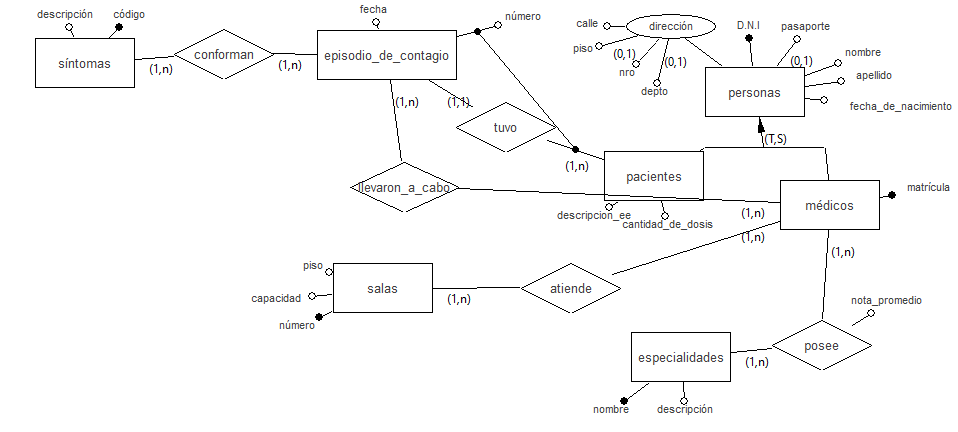 fecha
número
descripción
código
síntomas
(1,n)
conforman
(1,n)
episodio_de_contagio
calle
dirección
piso
(0,1)
nro
(0,1)
depto
D.N.I
pasaporte
(0,1)
nombre
apellido
fecha_de_nacimiento
personas
(T,S)
(1,n)
(1,1)
tuvo
(1,n)
pacientes
descripcion_ee
cantidad_de_dosis
llevaron_a_cabo
(1,n)
médicos
matrícula
(1,n)
(1,n)
piso
capacidad
número
salas
(1,n)
atiende
nota_promedio
posee
(1,n)
especialidades
nombre
descripción